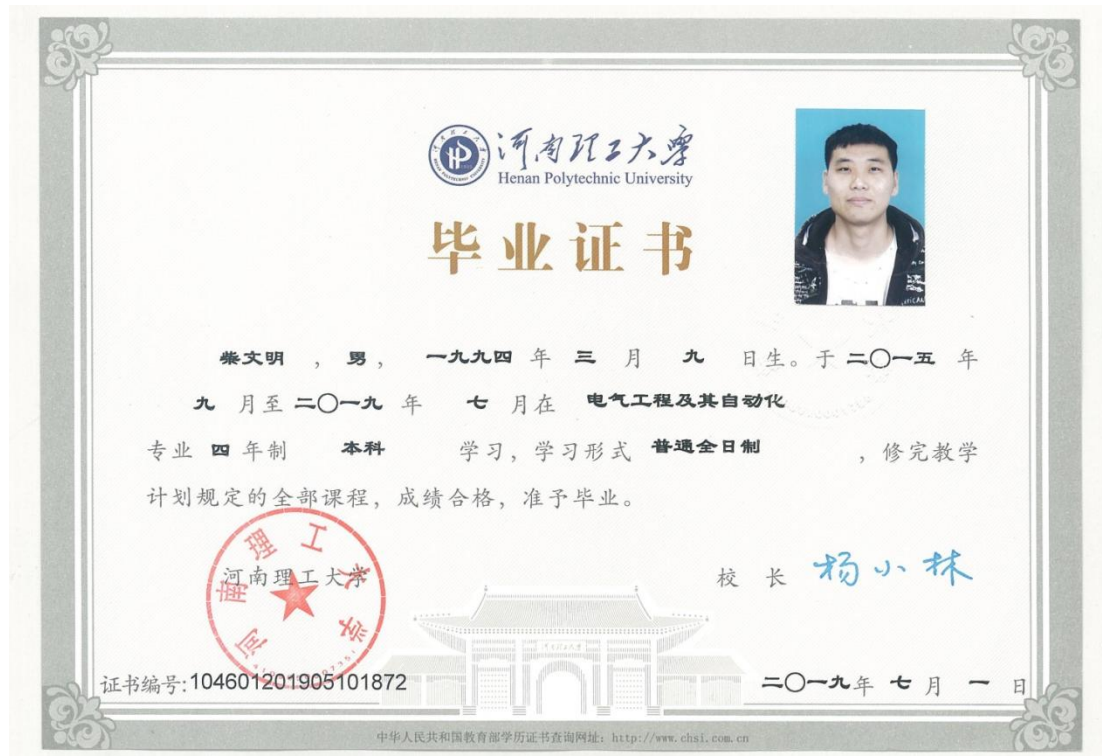 河南理工大学
Henan Polytechnic University
毕业证书
柴文明 ，男， 一九九四 年 三 月 九 日生。于 二〇一五 年
九 月至 二〇一九 年 七 月在 电气工程及其自动化
专业 四 年制 本科 学习，学习形式 普通全日制 ，修完教学
计划规定的全部课程，成绩合格，准予毕业。
河南理工大学
河南理工大学
校 长 杨小林
证书编号:104601201905101872
二〇一九年 七 月 一 日
中华人民共和国教育部学历证书查询网址：http://www.chsi.com.cn